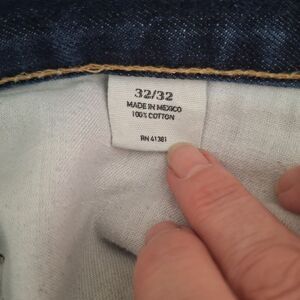 32/32
MADE IN MEXICO
100% COTTON
RN 41381